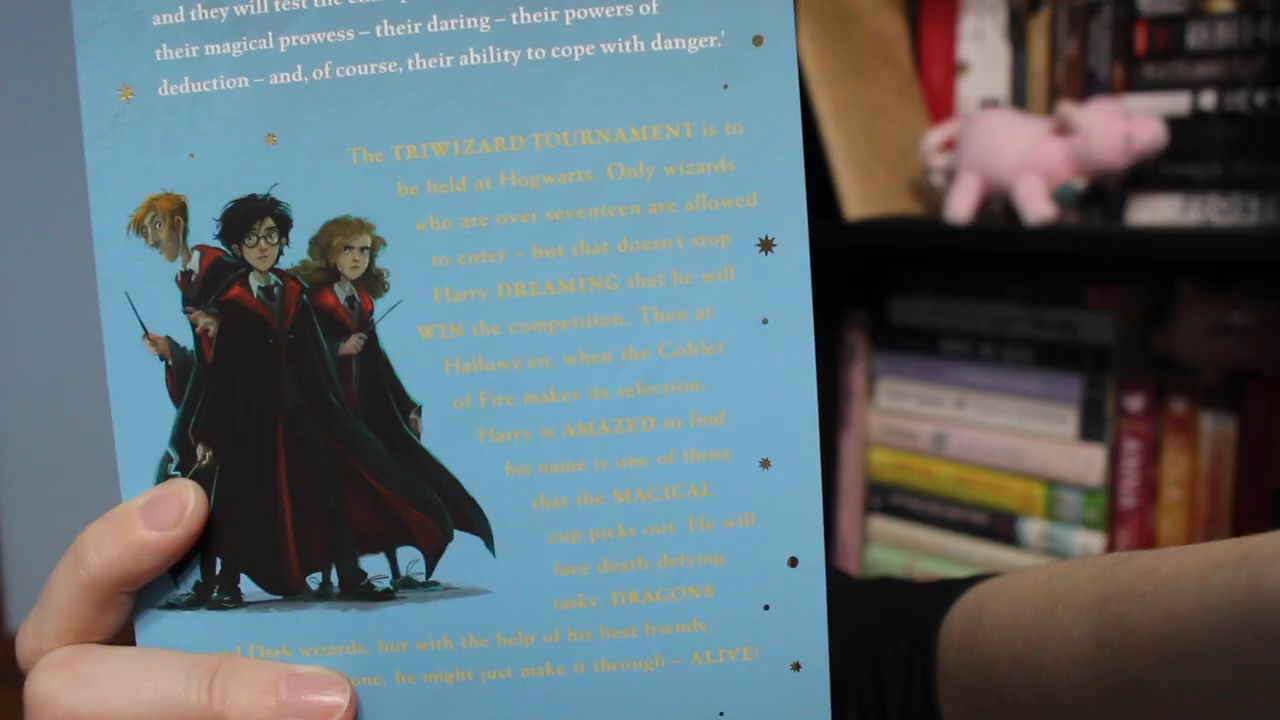 and they will test the
their magical prowess – their daring – their powers of
deduction – and, of course, their ability to cope with danger.'
The TRIWIZARD TOURNAMENT is to
be held at Hogwarts. Only wizards
who are over seventeen are allowed
to enter – but that doesn't stop
Harry DREAMING that he will
WIN the competition. Then at
Hallowe'en, when the Goblet
of Fire makes its selection,
Harry is AMAZED to find
his name is one of those
that the MAGICAL
cup picks out. He will
face death-defying
tasks, DRAGONS
Dark wizards, but with the help of his best friends,
he might just make it through – ALIVE!